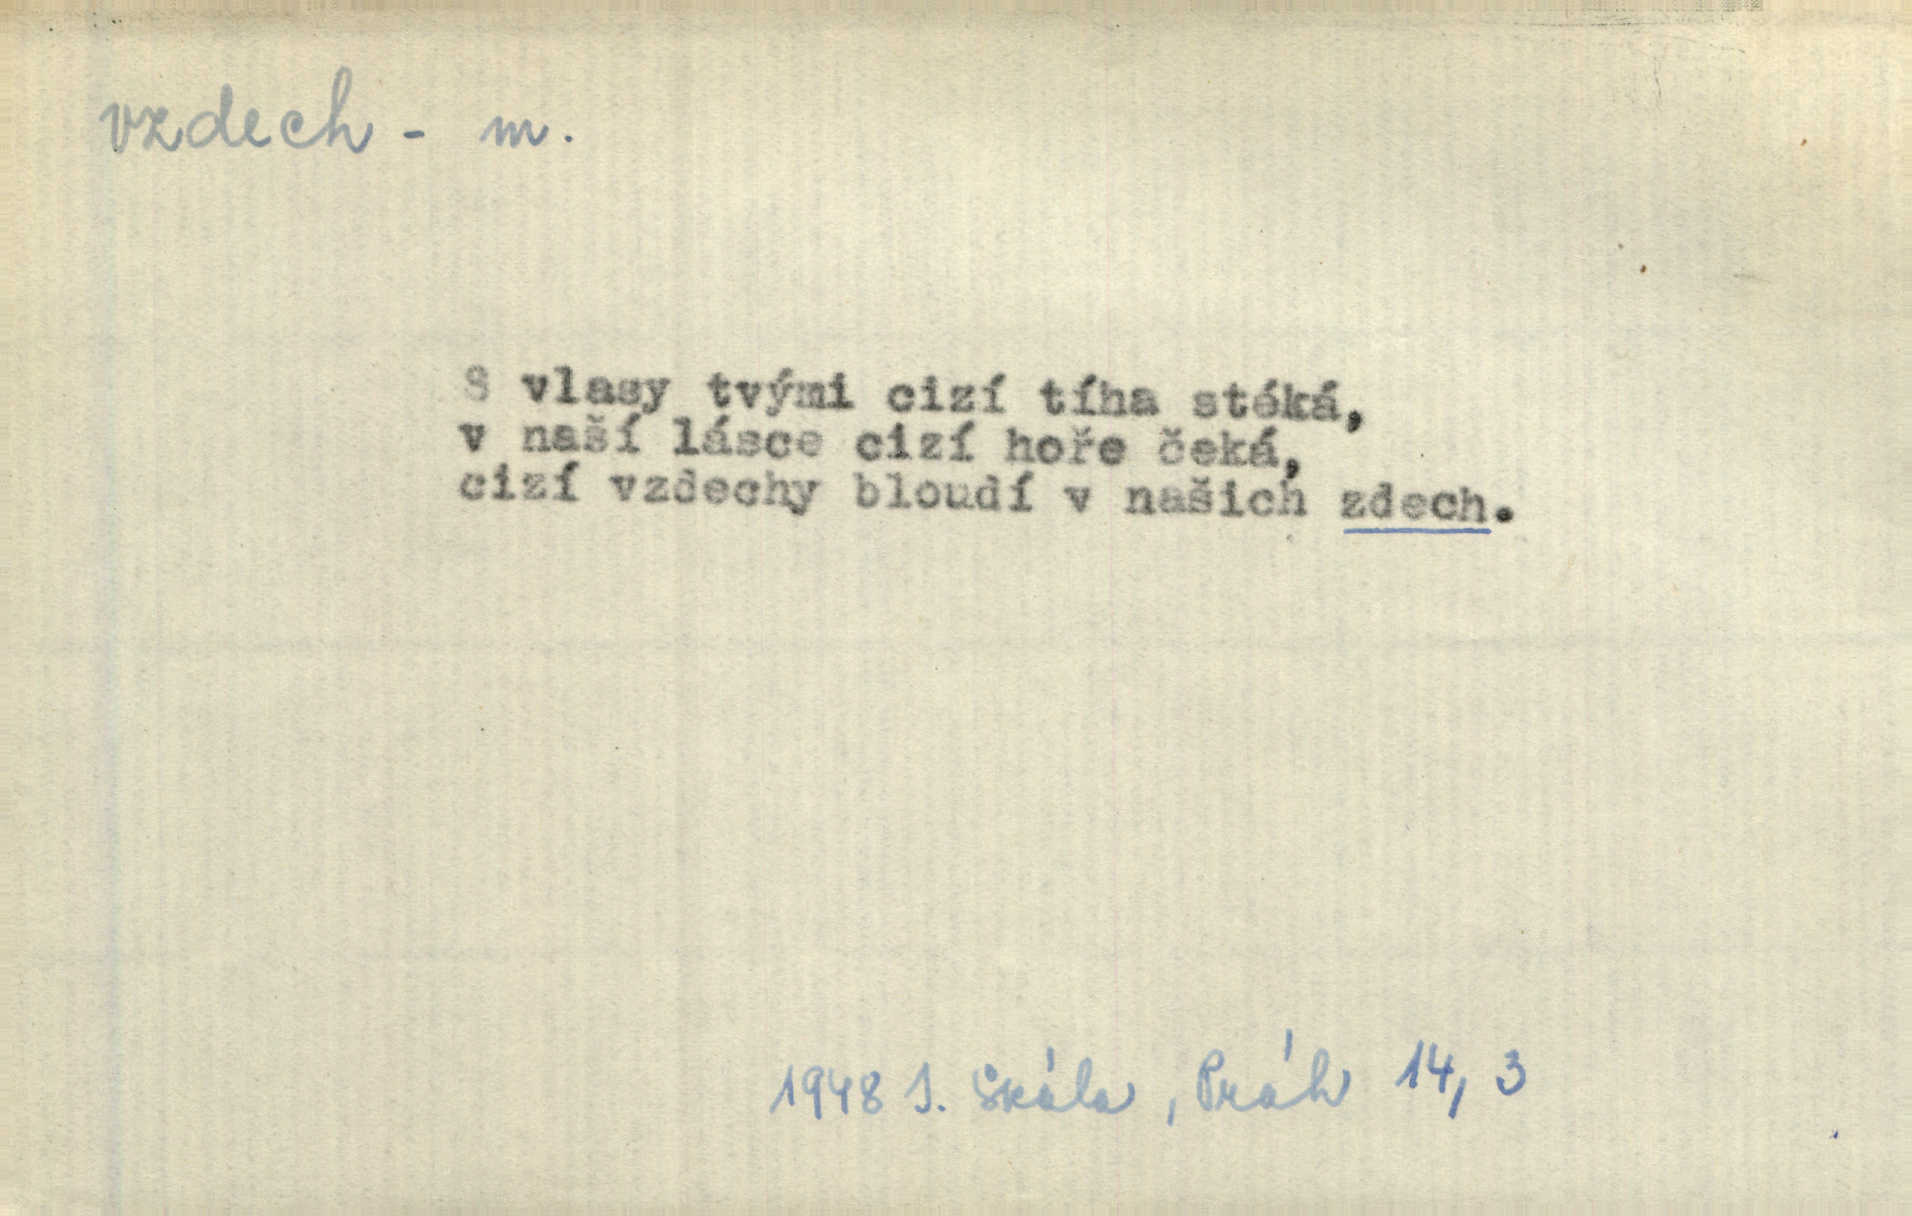 vzdech - m.
S vlasy tvými cizí tíha stéká,
v naší lásce cizí hoře čeká,
cizí vzdechy bloudí v našich zdech.
1948 I. Skála, Práh 14, 3